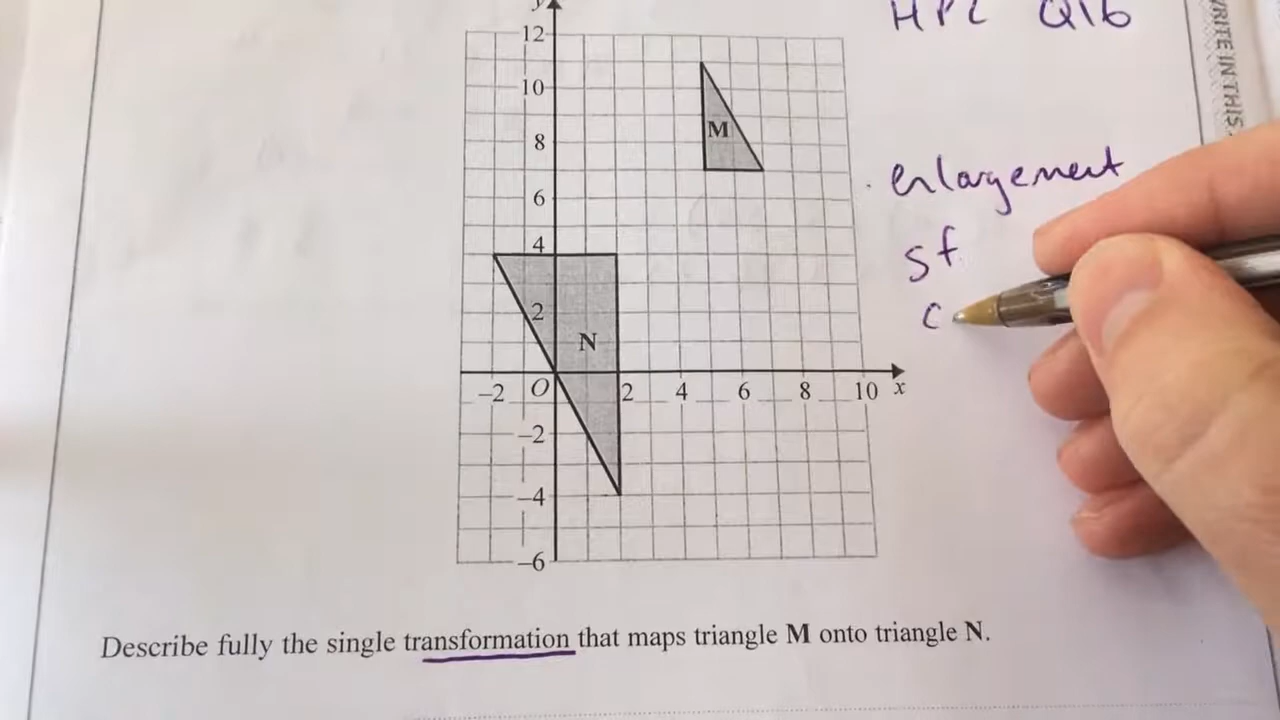 HP2 Q16
WRITE IN THIS
y
12
10
M
8
enlargement
6
4
sf
2
c
N
-2 O 2 4 6 8 10 x
-2
-4
-6
Describe fully the single transformation that maps triangle M onto triangle N.